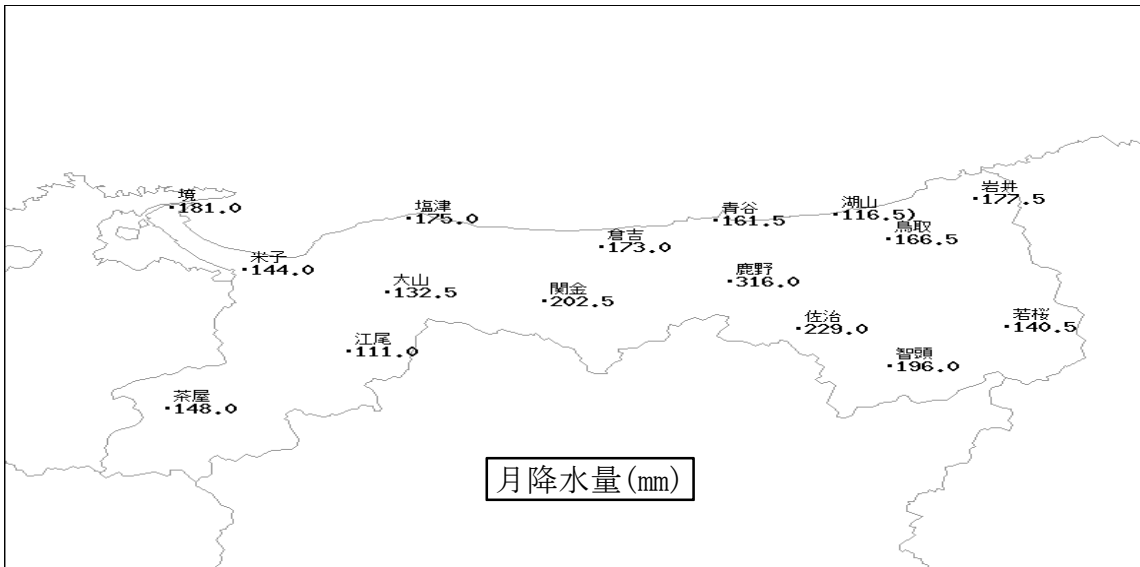 境
・181.0
塩津
・175.0
青谷
・161.5
湖山
・116.5)
岩井
・177.5
鳥取
・166.5
倉吉
・173.0
米子
・144.0
大山
・132.5
関金
・202.5
鹿野
・316.0
佐治
・229.0
若桜
・140.5
江尾
・111.0
智頭
・196.0
茶屋
・148.0
月降水量(㎜)